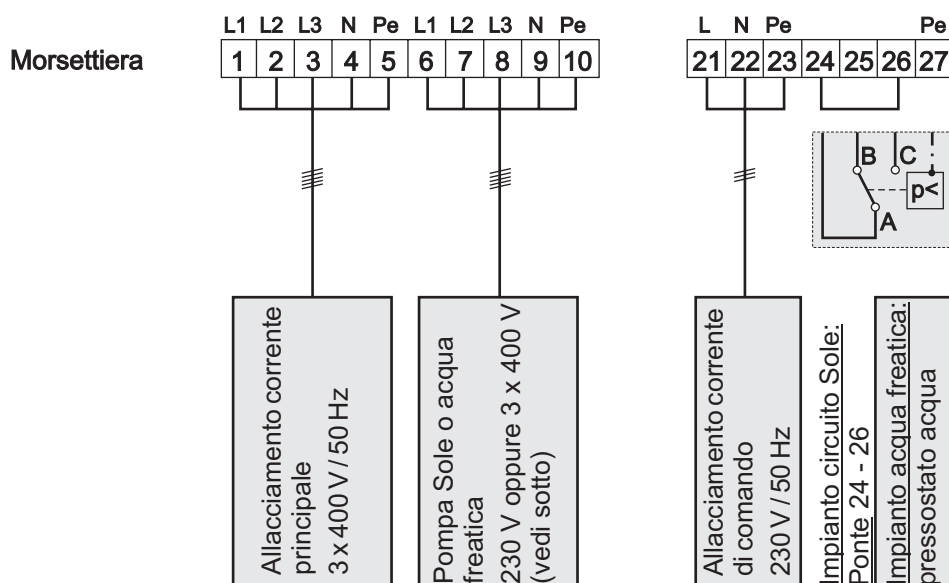 L1 L2 L3 N Pe L1 L2 L3 N Pe L N Pe Pe
Morsettiera 1 2 3 4 5 6 7 8 9 10 21 22 23 24 25 26 27
B C
p<
A
Allacciamento corrente
principale
3 x 400 V / 50 Hz
Pompa Sole o acqua
freatica
230 V oppure 3 x 400 V
(vedi sotto)
Allacciamento corrente
di comando
230 V / 50 Hz
Impianto circuito Sole:
Ponte 24 - 26
Impianto acqua freatica:
pressostato acqua